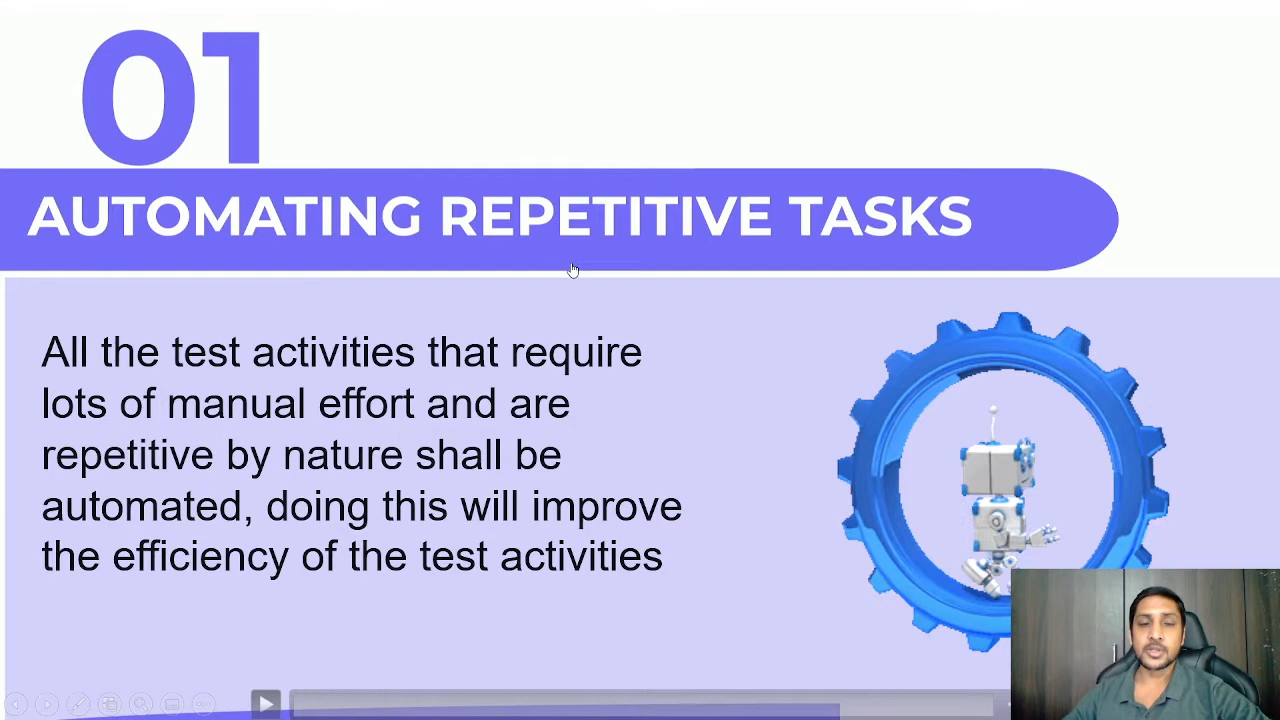 01
AUTOMATING REPETITIVE TASKS
All the test activities that require
lots of manual effort and are
repetitive by nature shall be
automated, doing this will improve
the efficiency of the test activities